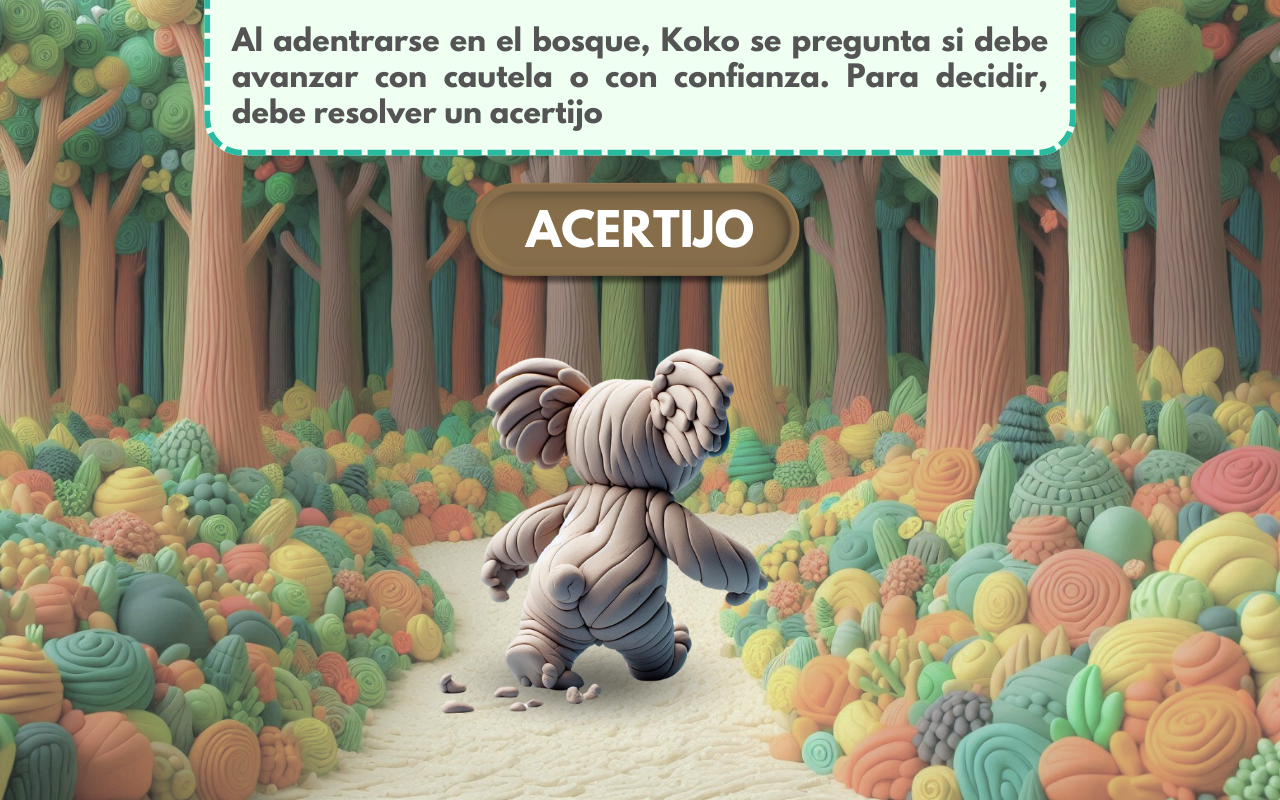 Al adentrarse en el bosque, Koko se pregunta si debe
avanzar con cautela o con confianza. Para decidir,
debe resolver un acertijo
ACERTIJO